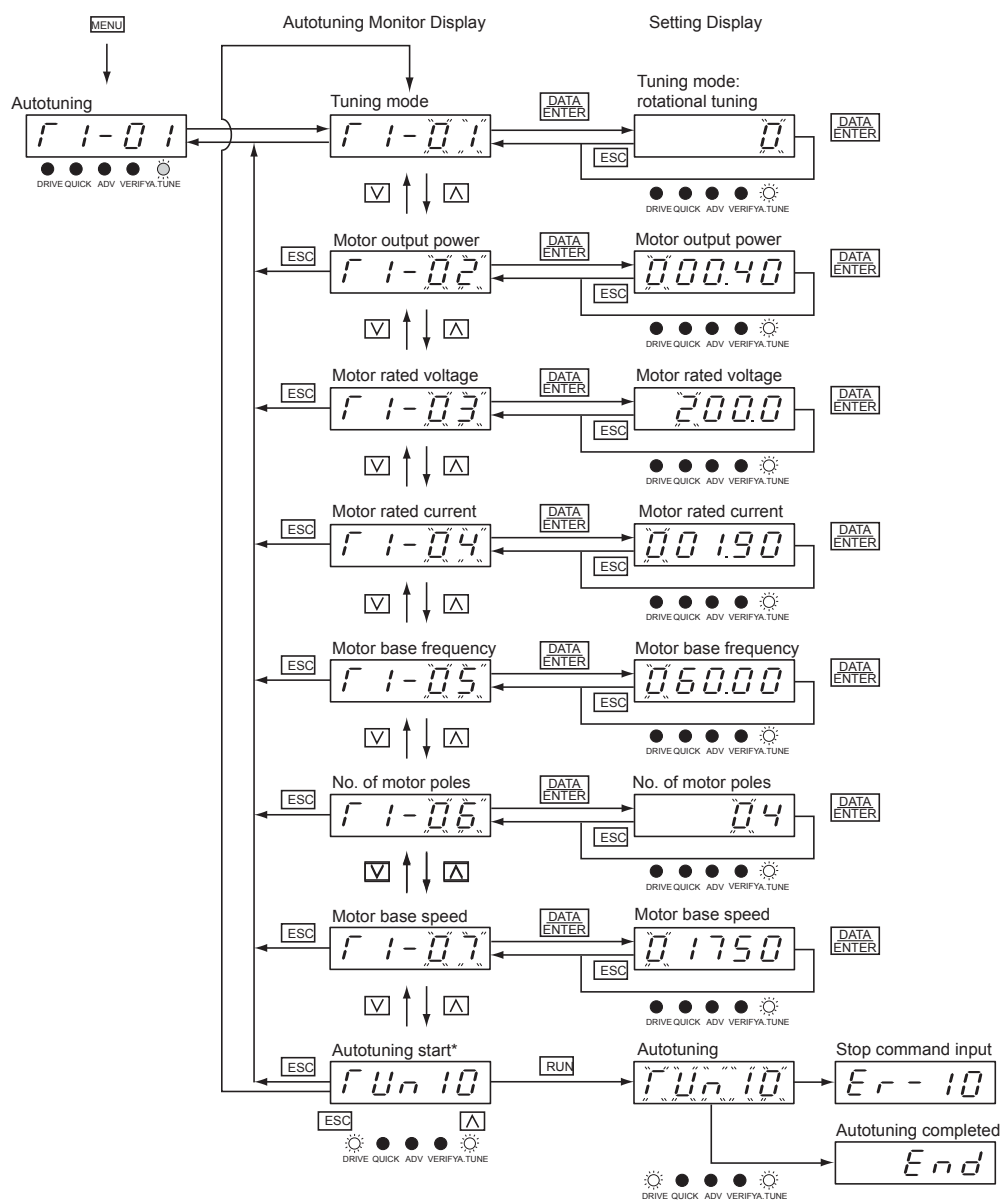 MENU
Autotuning Monitor Display
Setting Display
Autotuning
T1-01
DRIVE QUICK ADV VERIFY A.TUNE
Tuning mode
T1-01
DATA
ENTER
ESC
Tuning mode:
rotational tuning
0
DATA
ENTER
DRIVE QUICK ADV VERIFY A.TUNE
ESC
Motor output power
T1-02
DATA
ENTER
ESC
Motor output power
000.40
DATA
ENTER
DRIVE QUICK ADV VERIFY A.TUNE
ESC
Motor rated voltage
T1-03
DATA
ENTER
ESC
Motor rated voltage
200.0
DATA
ENTER
DRIVE QUICK ADV VERIFY A.TUNE
ESC
Motor rated current
T1-04
DATA
ENTER
ESC
Motor rated current
001.90
DATA
ENTER
DRIVE QUICK ADV VERIFY A.TUNE
ESC
Motor base frequency
T1-05
DATA
ENTER
ESC
Motor base frequency
060.00
DATA
ENTER
DRIVE QUICK ADV VERIFY A.TUNE
ESC
No. of motor poles
T1-06
DATA
ENTER
ESC
No. of motor poles
04
DATA
ENTER
DRIVE QUICK ADV VERIFY A.TUNE
ESC
Motor base speed
T1-07
DATA
ENTER
ESC
Motor base speed
01750
DATA
ENTER
DRIVE QUICK ADV VERIFY A.TUNE
ESC
Autotuning start*
TUn10
RUN
Autotuning
TUn10
Stop command input
Er-10
ESC
DRIVE QUICK ADV VERIFY A.TUNE
Autotuning completed
End
DRIVE QUICK ADV VERIFY A.TUNE